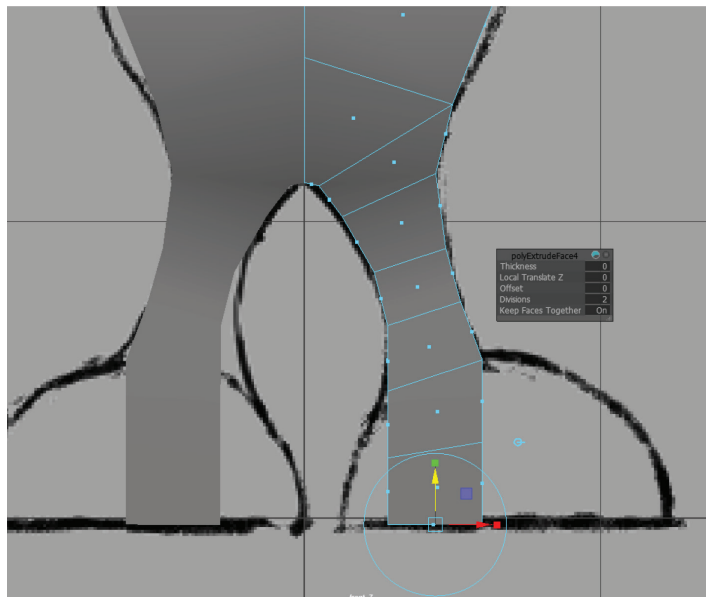 polyExtrudeFace4
Thickness 0
Local Translate Z 0
Offset 0
Divisions 2
Keep Faces Together On